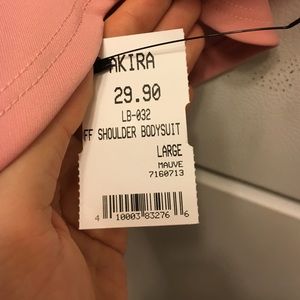 AKIRA
29.90
LB-032
FF SHOULDER BODYSUIT
LARGE
MAUVE
7160713
4 10003 83276 6